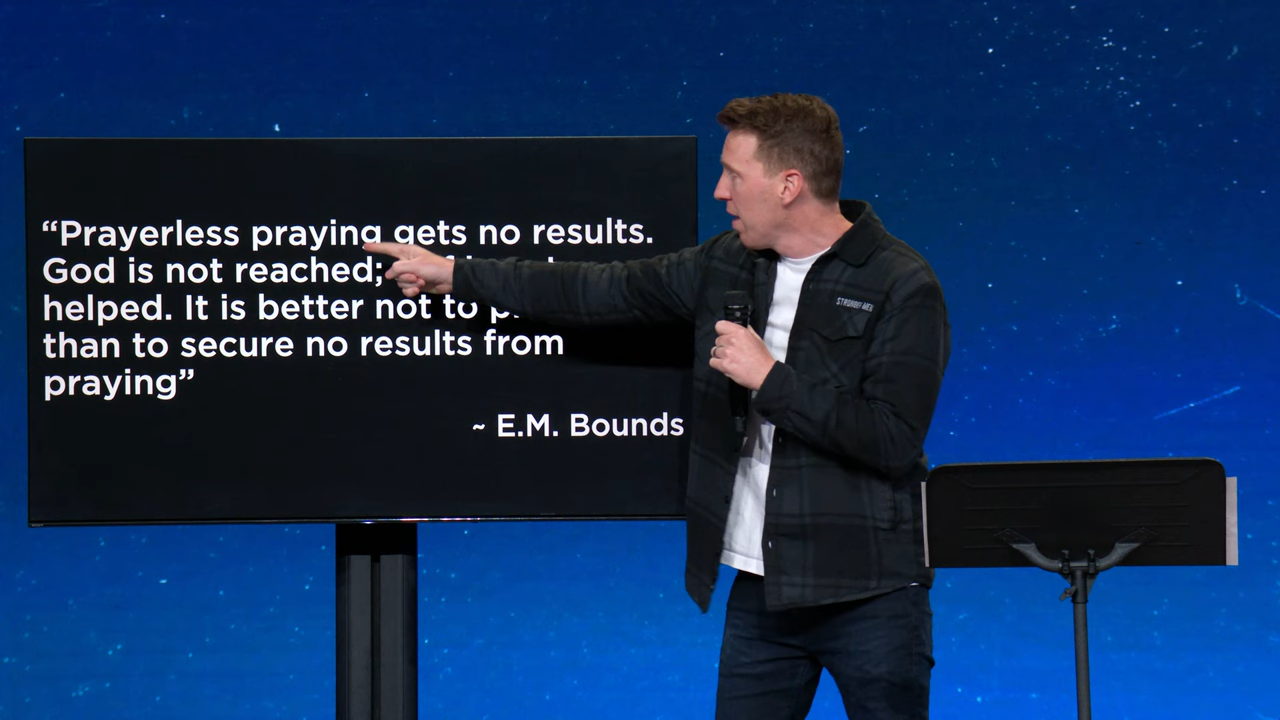 “Prayerless praying gets no results.
God is not reached;
helped. It is better not to
than to secure no results from
praying”
~ E.M. Bounds